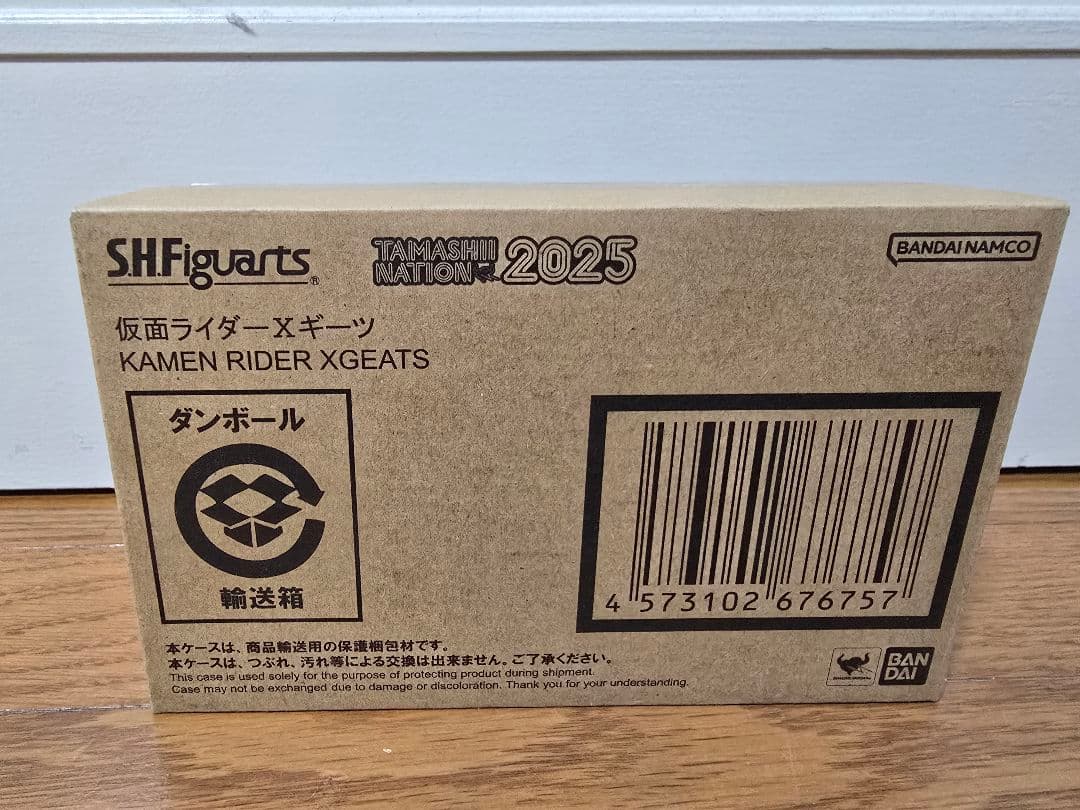 S.H.Figuarts®
TAMASHII NATION 2025
BANDAI NAMCO
仮面ライダーXギーツ
KAMEN RIDER XGEATS
ダンボール
輸送箱
4 573102 676757
本ケースは、商品輸送用の保護梱包材です。
本ケースは、つぶれ、汚れ等による交換は出来ません。ご了承ください。
This case is used solely for the purpose of protecting product during shipment.
Case may not be exchanged due to damage or discoloration. Thank you for your understanding.
BAN
DAI